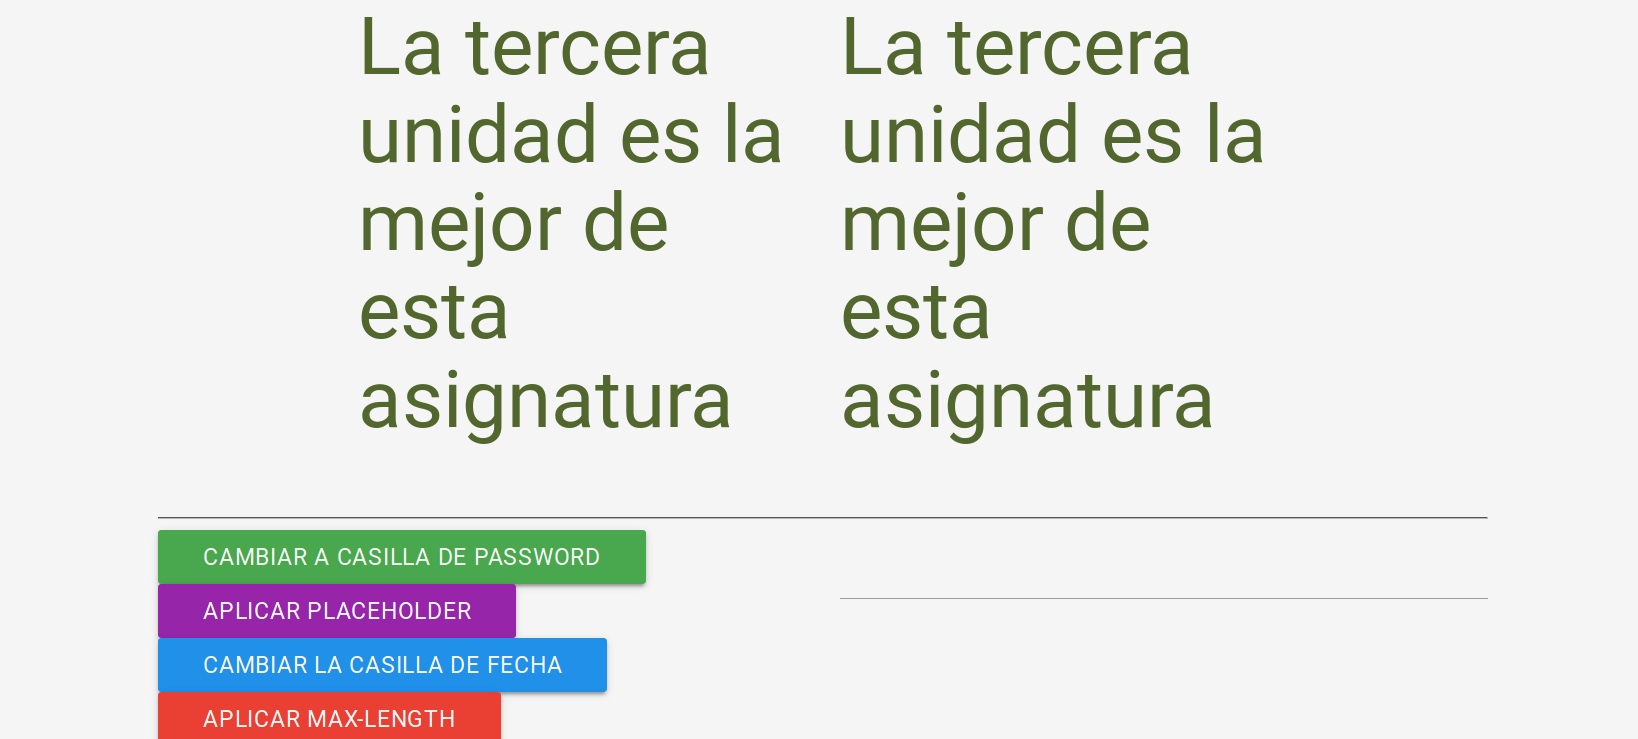 La tercera
unidad es la
mejor de
esta
asignatura
La tercera
unidad es la
mejor de
esta
asignatura
CAMBIAR A CASILLA DE PASSWORD
APLICAR PLACEHOLDER
CAMBIAR LA CASILLA DE FECHA
APLICAR MAX-LENGTH